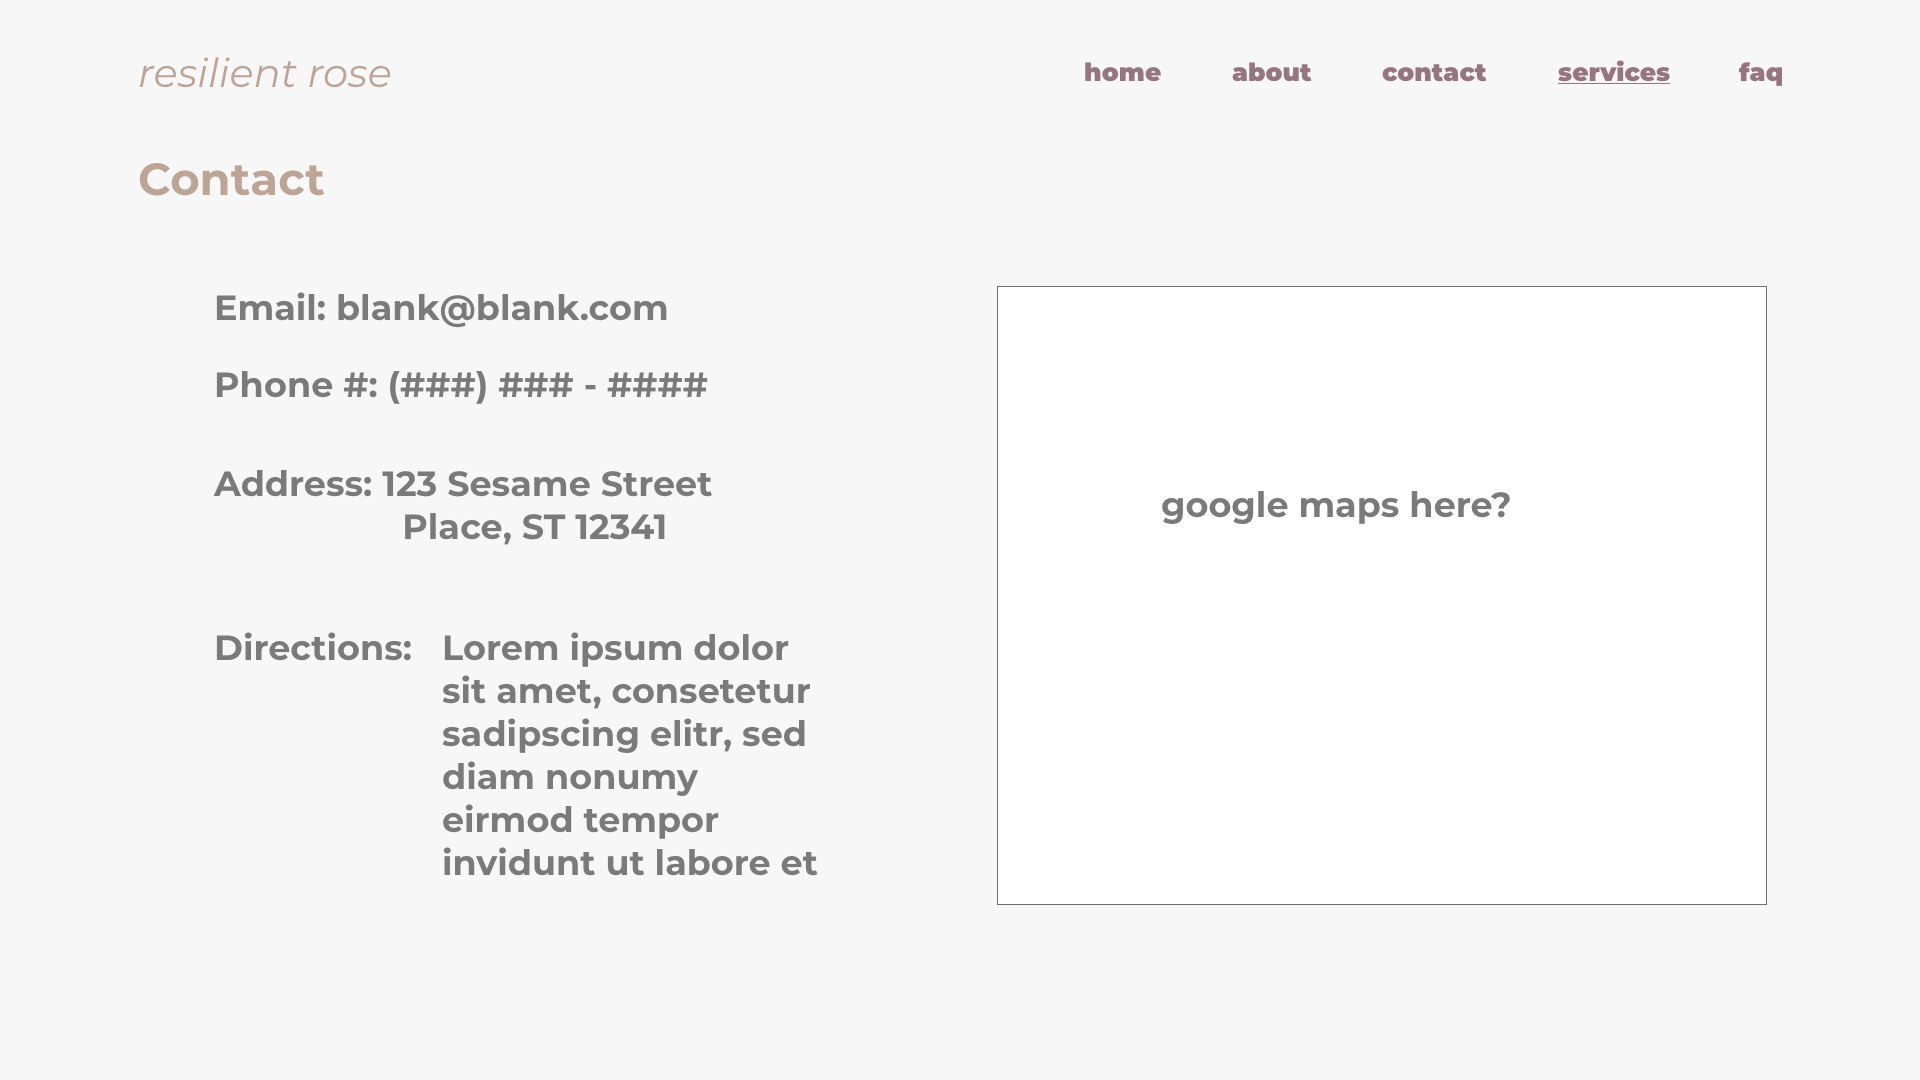 resilient rose
home about contact services faq
Contact
Email: blank@blank.com
Phone #: (###) ### - ####
Address: 123 Sesame Street
Place, ST 12341
Directions: Lorem ipsum dolor
sit amet, consetetur
sadipscing elitr, sed
diam nonumy
eirmod tempor
invidunt ut labore et
google maps here?